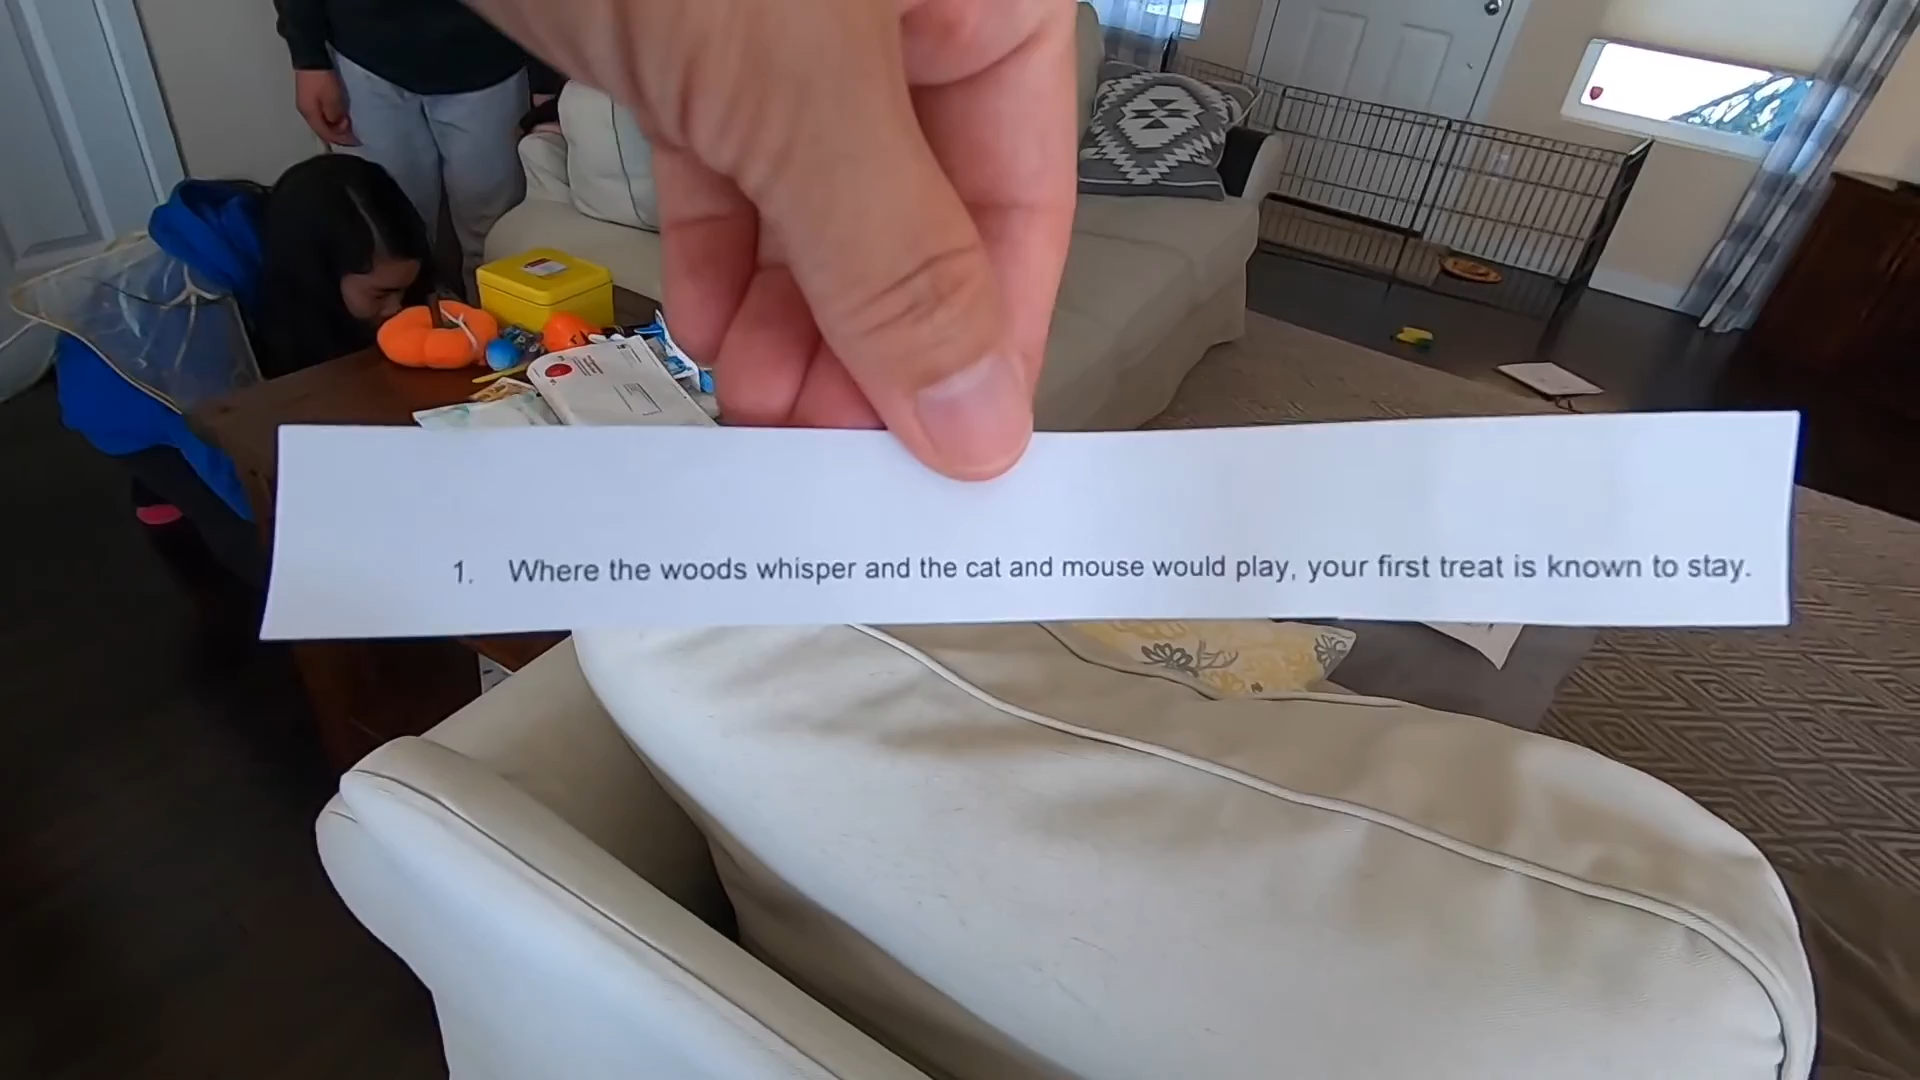 1. Where the woods whisper and the cat and mouse would play, your first treat is known to stay.